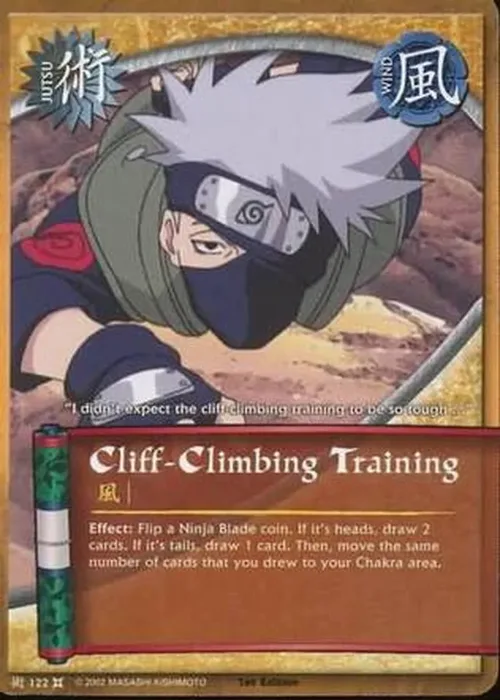 JUTSU 術
WIND 風
"I didn't expect the cliff-climbing training to be so tough..."
Cliff-Climbing Training
風
Effect: Flip a Ninja Blade coin. If it's heads, draw 2
cards. If it's tails, draw 1 card. Then, move the same
number of cards that you drew to your Chakra area.
術 122 © 2002 MASASHI KISHIMOTO 1st Edition